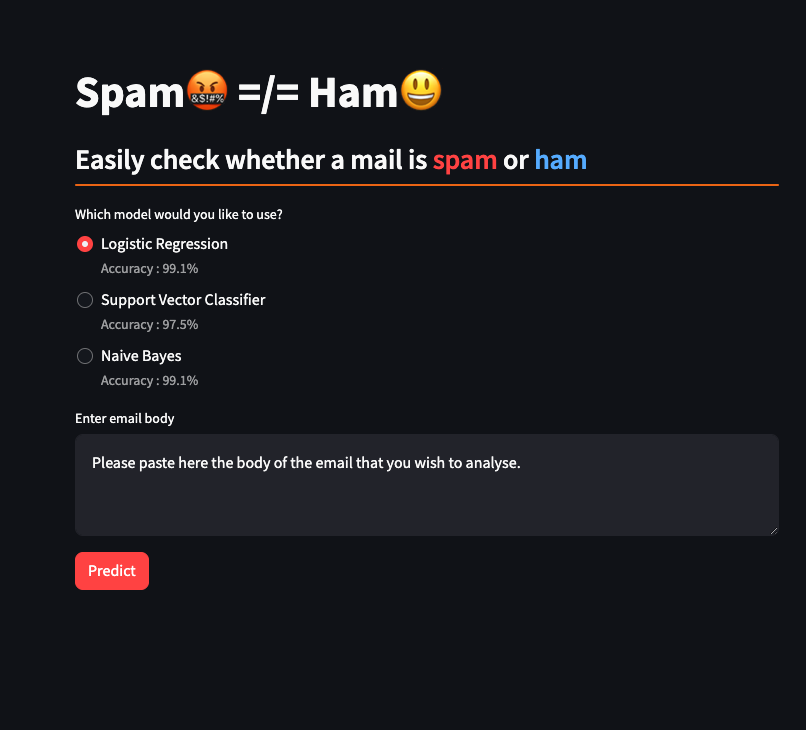 Spam🤬 =/= Ham😃
Easily check whether a mail is spam or ham
Which model would you like to use?
Logistic Regression
Accuracy : 99.1%
Support Vector Classifier
Accuracy : 97.5%
Naive Bayes
Accuracy : 99.1%
Enter email body
Please paste here the body of the email that you wish to analyse.
Predict